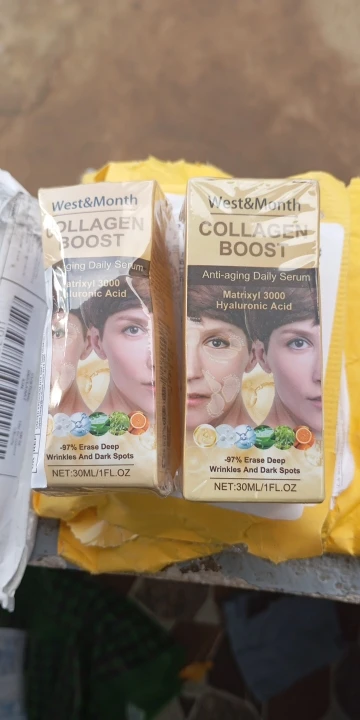 West&Month
COLLAGEN
BOOST
ging Daily Serum
Matrixyl 3000
aluronic Acid
-97% Erase Deep
Wrinkles And Dark Spots
NET:30ML/1FL.OZ
West&Month
COLLAGEN
BOOST
Anti-aging Daily Serum
Matrixyl 3000
Hyaluronic Acid
-97% Erase Deep
Wrinkles And Dark Spots
NET:30ML/1FL.OZ